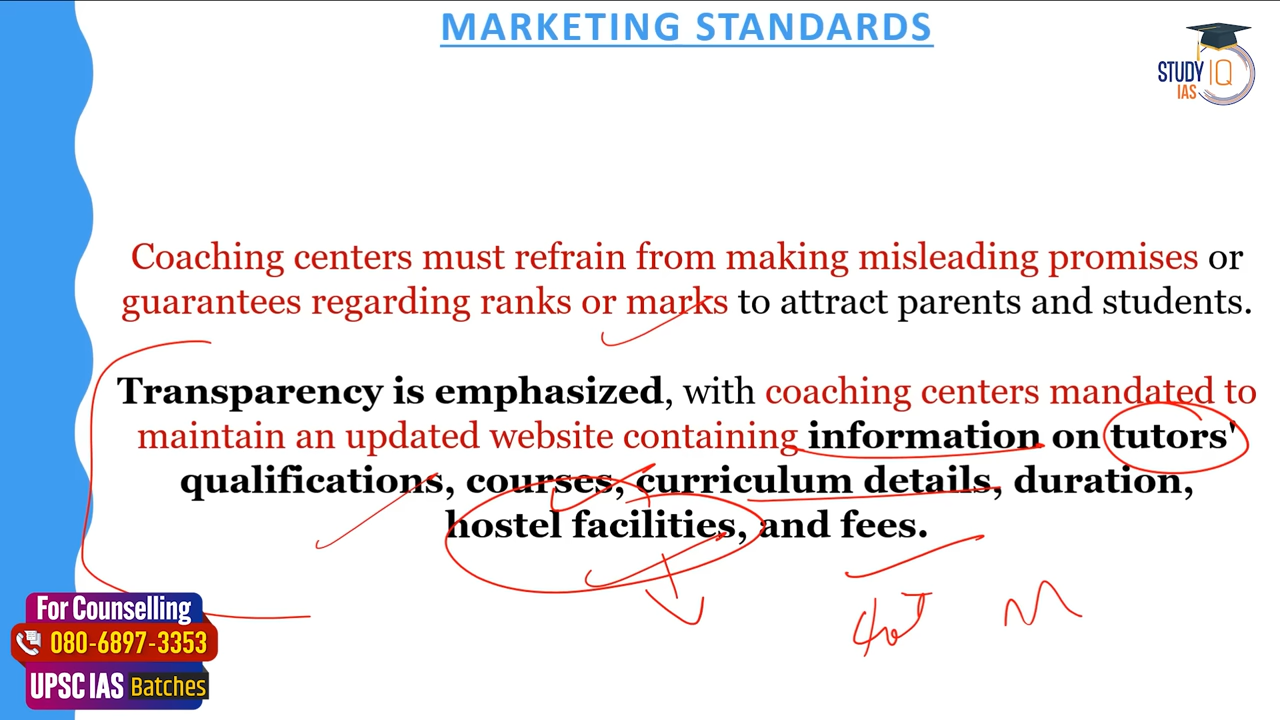 MARKETING STANDARDS
STUDY IQ
IAS
Coaching centers must refrain from making misleading promises or
guarantees regarding ranks or marks to attract parents and students.
Transparency is emphasized, with coaching centers mandated to
maintain an updated website containing information on tutors'
qualifications, courses, curriculum details, duration,
hostel facilities, and fees.
For Counselling
080-6897-3353
UPSC IAS Batches